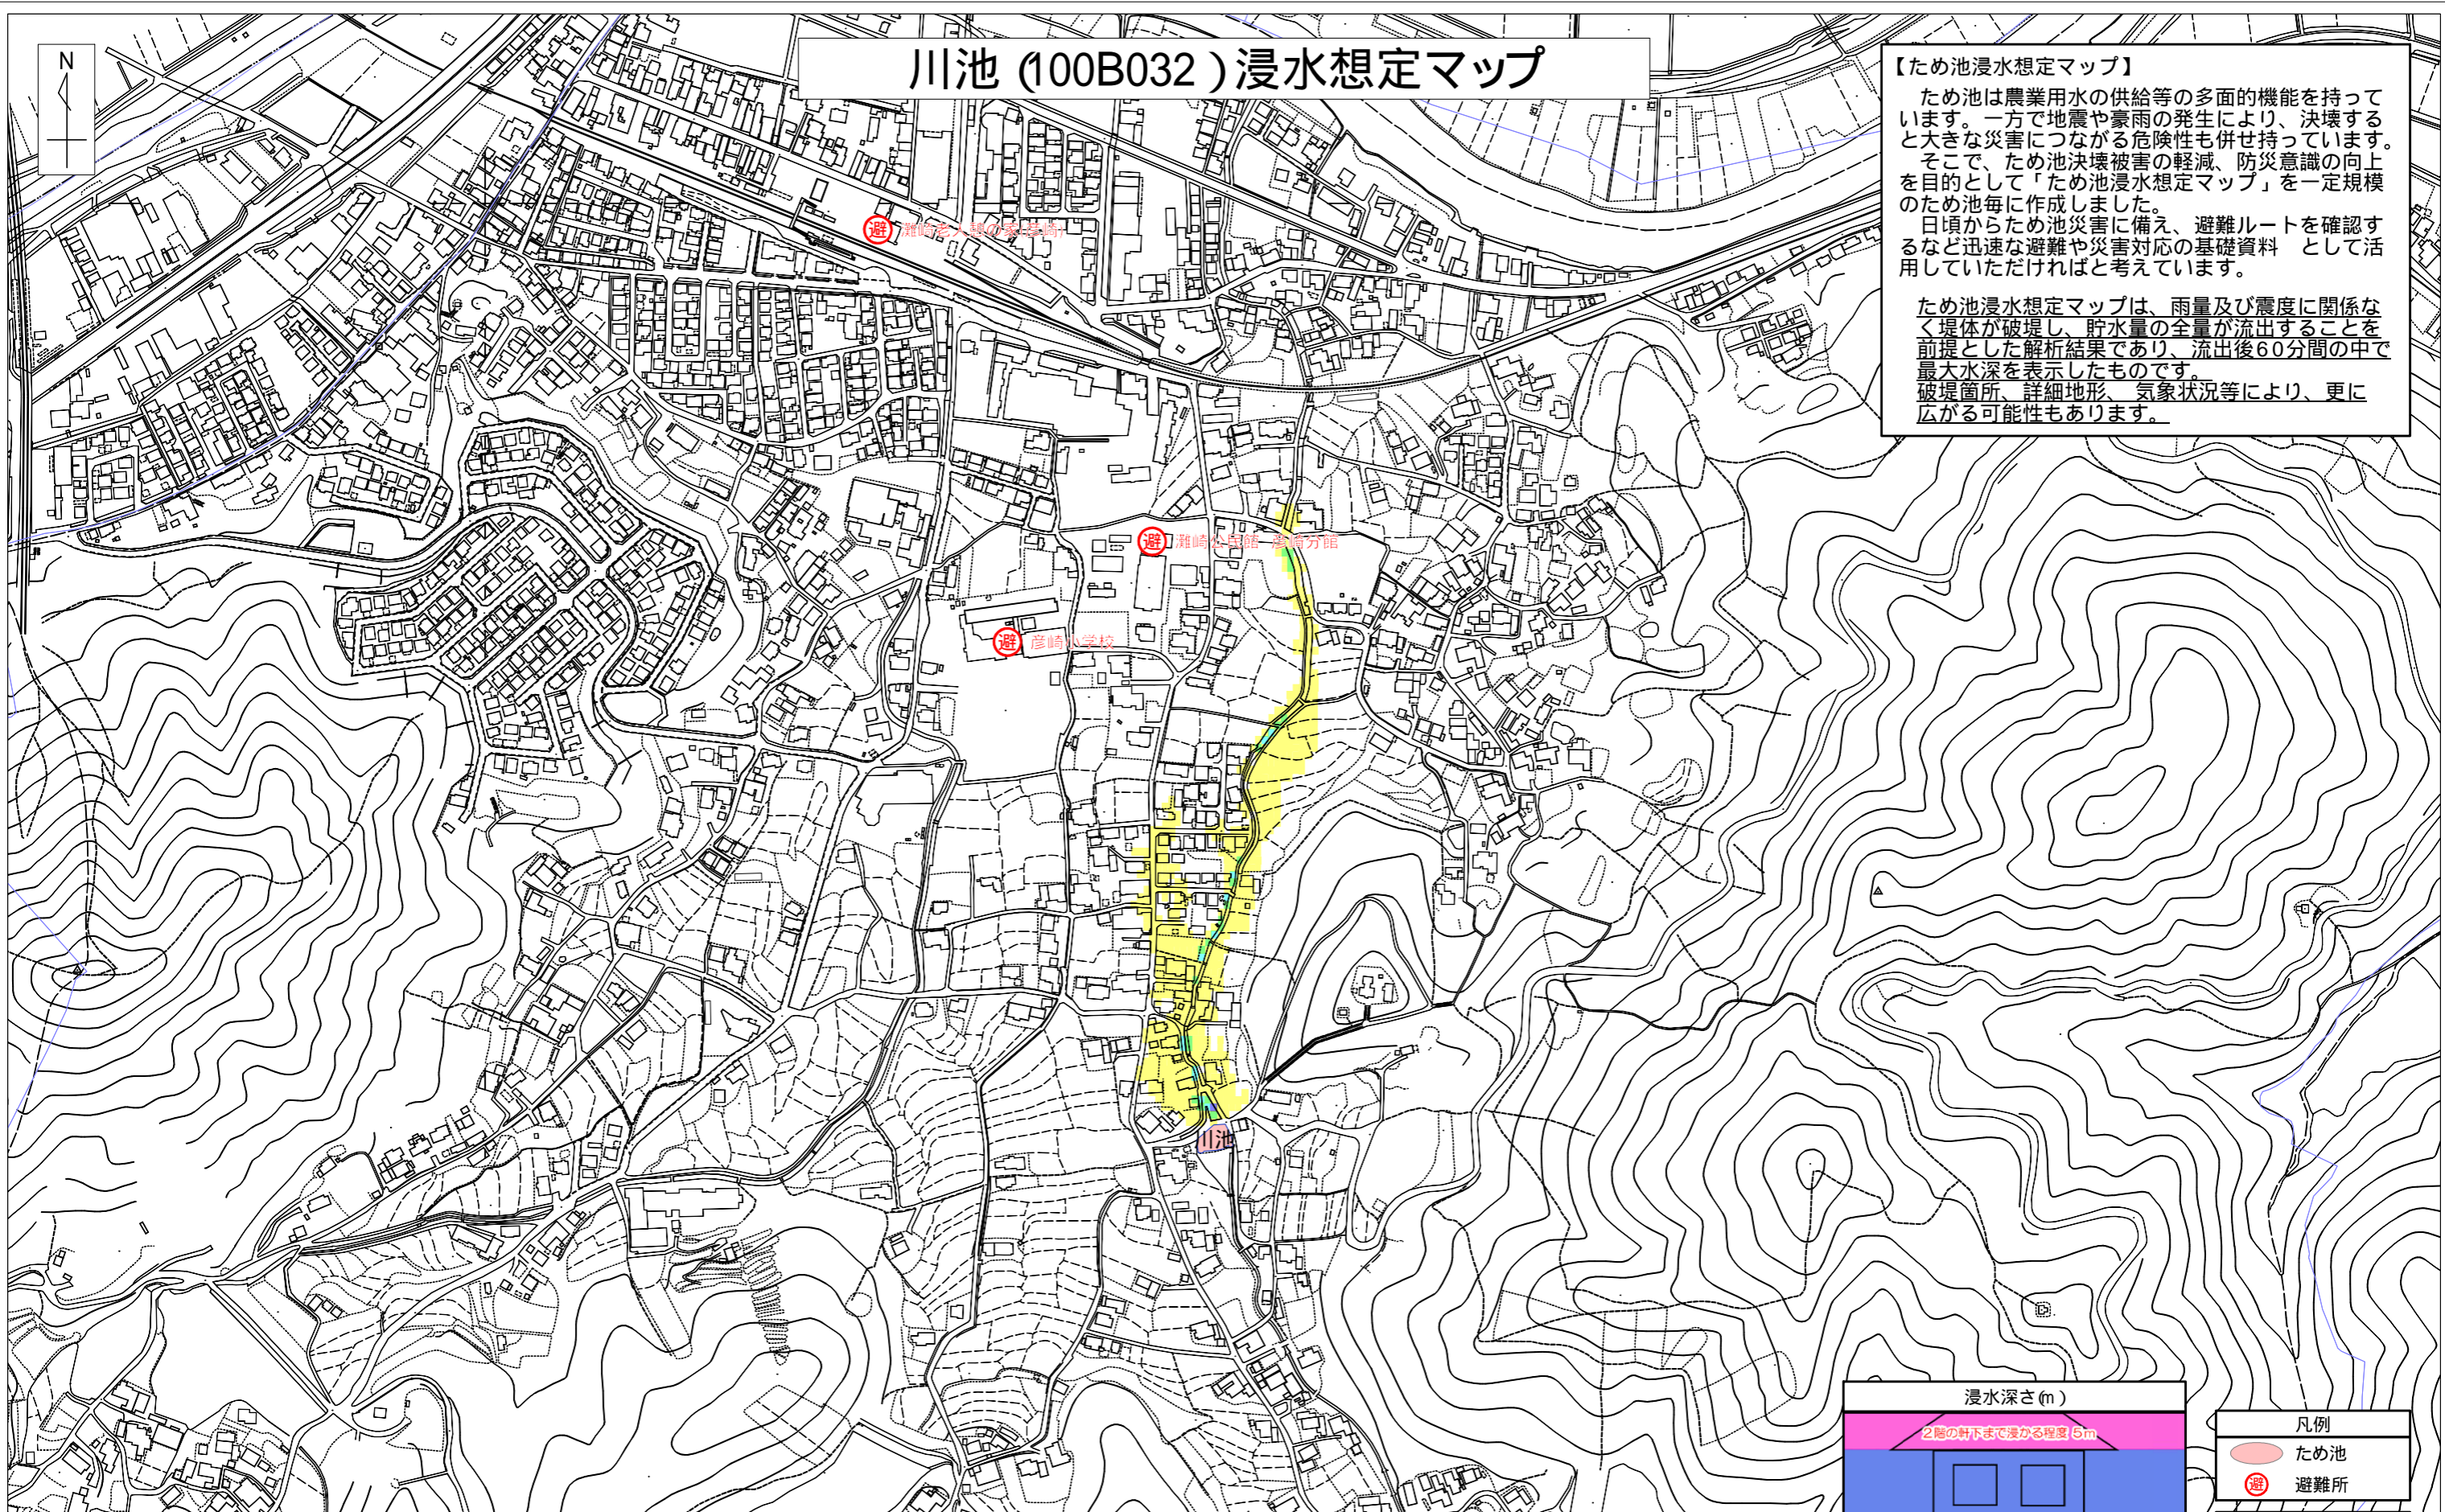 N
川池 (100B032 ) 浸水想定マップ
【ため池浸水想定マップ】
ため池は農業用水の供給等の多面的機能を持って
います。一方で地震や豪雨の発生により、決壊する
と大きな災害につながる危険性も併せ持っています。
そこで、ため池決壊被害の軽減、防災意識の向上
を目的として「ため池浸水想定マップ」を一定規模
のため池毎に作成しました。
日頃からため池災害に備え、避難ルートを確認す
るなど迅速な避難や災害対応の基礎資料 として活
用していただければと考えています。
ため池浸水想定マップは、雨量及び震度に関係な
く堤体が破堤し、貯水量の全量が流出することを
前提とした解析結果であり、流出後60分間の中で
最大水深を表示したものです。
破堤箇所、詳細地形、 気象状況等により、更に
広がる可能性もあります。
避 灘崎老人憩の家(彦崎)
避 灘崎公民館 彦崎分館
避 彦崎小学校
川池
浸水深さ(m )
2階の軒下まで浸かる程度 5m
凡例
ため池
避 避難所